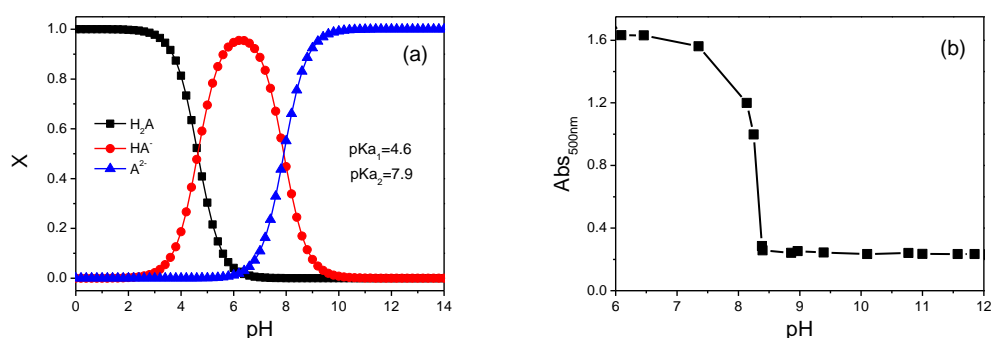 (a)
1.0
0.8
0.6
0.4
0.2
0.0
X
H₂A
HA⁻
A²⁻
pKa₁=4.6
pKa₂=7.9
0 2 4 6 8 10 12 14
pH
(b)
1.6
1.2
0.8
0.4
0.0
Abs₅₀₀ₙₘ
6 7 8 9 10 11 12
pH